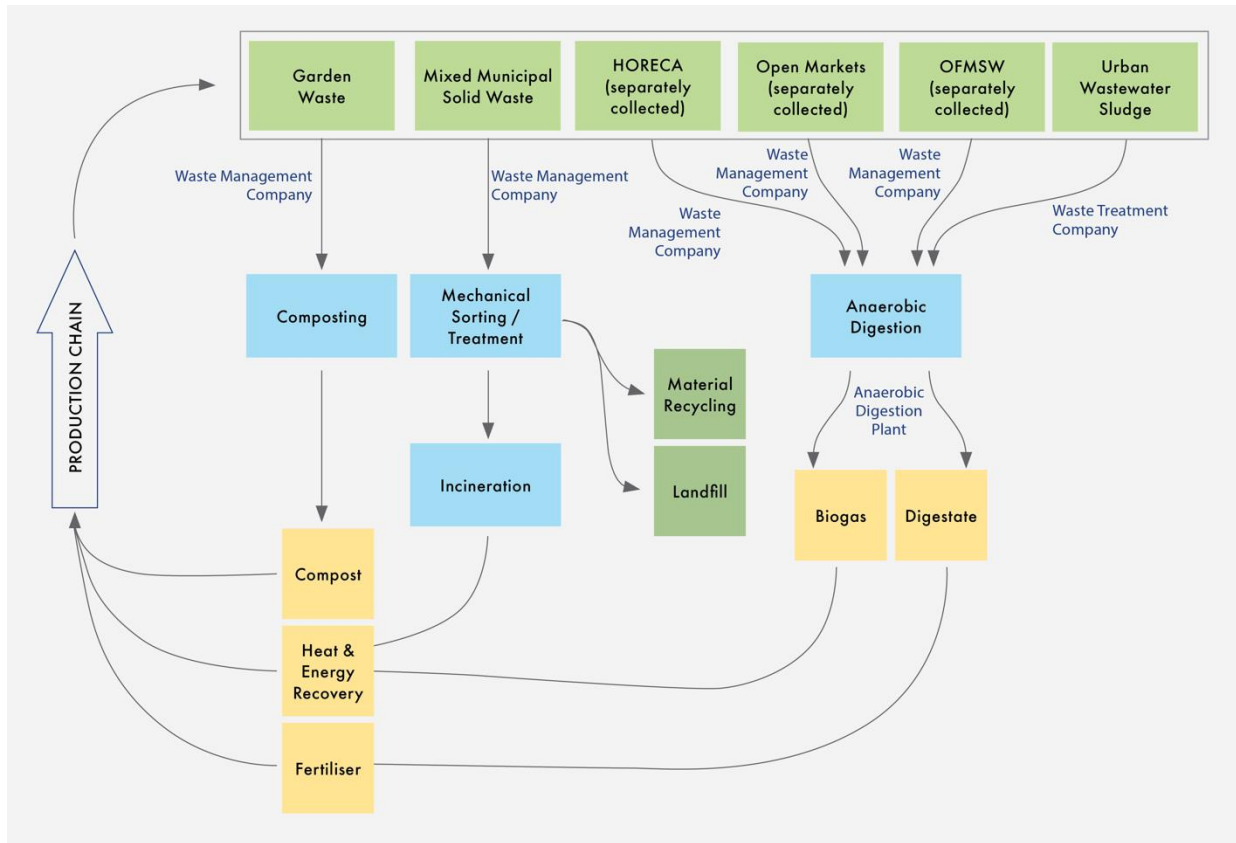 Garden
Waste
Mixed Municipal
Solid Waste
HORECA
(separately
collected)
Open Markets
(separately
collected)
OFMSW
(separately
collected)
Urban
Wastewater
Sludge
Waste Management
Company
Waste Management
Company
Waste
Management
Company
Waste
Management
Company
Waste
Management
Company
Waste Treatment
Company
PRODUCTION CHAIN
Composting
Mechanical
Sorting /
Treatment
Anaerobic
Digestion
Material
Recycling
Anaerobic
Digestion
Plant
Incineration
Landfill
Biogas
Digestate
Compost
Heat &
Energy
Recovery
Fertiliser